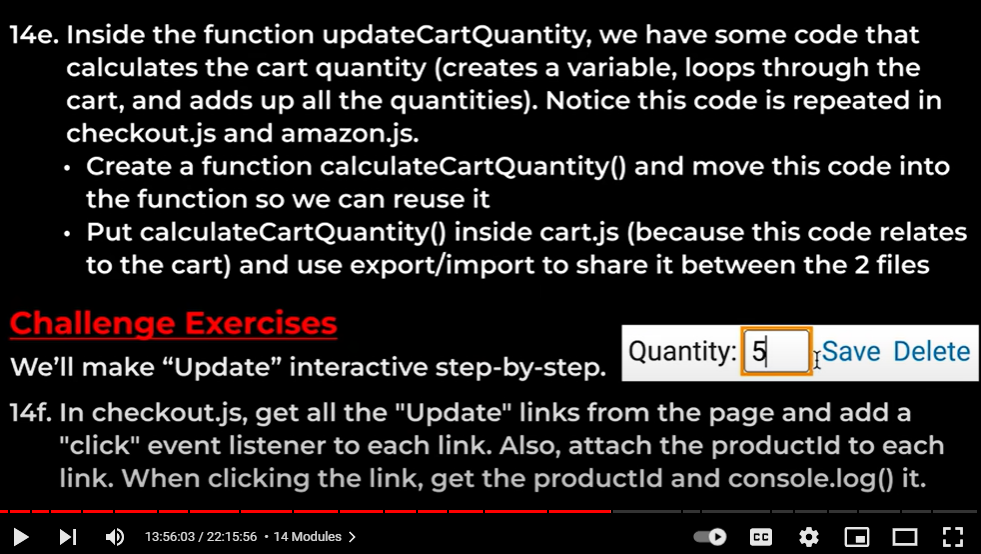 14e. Inside the function updateCartQuantity, we have some code that
calculates the cart quantity (creates a variable, loops through the
cart, and adds up all the quantities). Notice this code is repeated in
checkout.js and amazon.js.
• Create a function calculateCartQuantity() and move this code into
the function so we can reuse it
• Put calculateCartQuantity() inside cart.js (because this code relates
to the cart) and use export/import to share it between the 2 files
Challenge Exercises
We’ll make “Update” interactive step-by-step.
Quantity: 5 Save Delete
14f. In checkout.js, get all the "Update" links from the page and add a
"click" event listener to each link. Also, attach the productId to each
link. When clicking the link, get the productId and console.log() it.
13:56:03 / 22:15:56 • 14 Modules >
CC